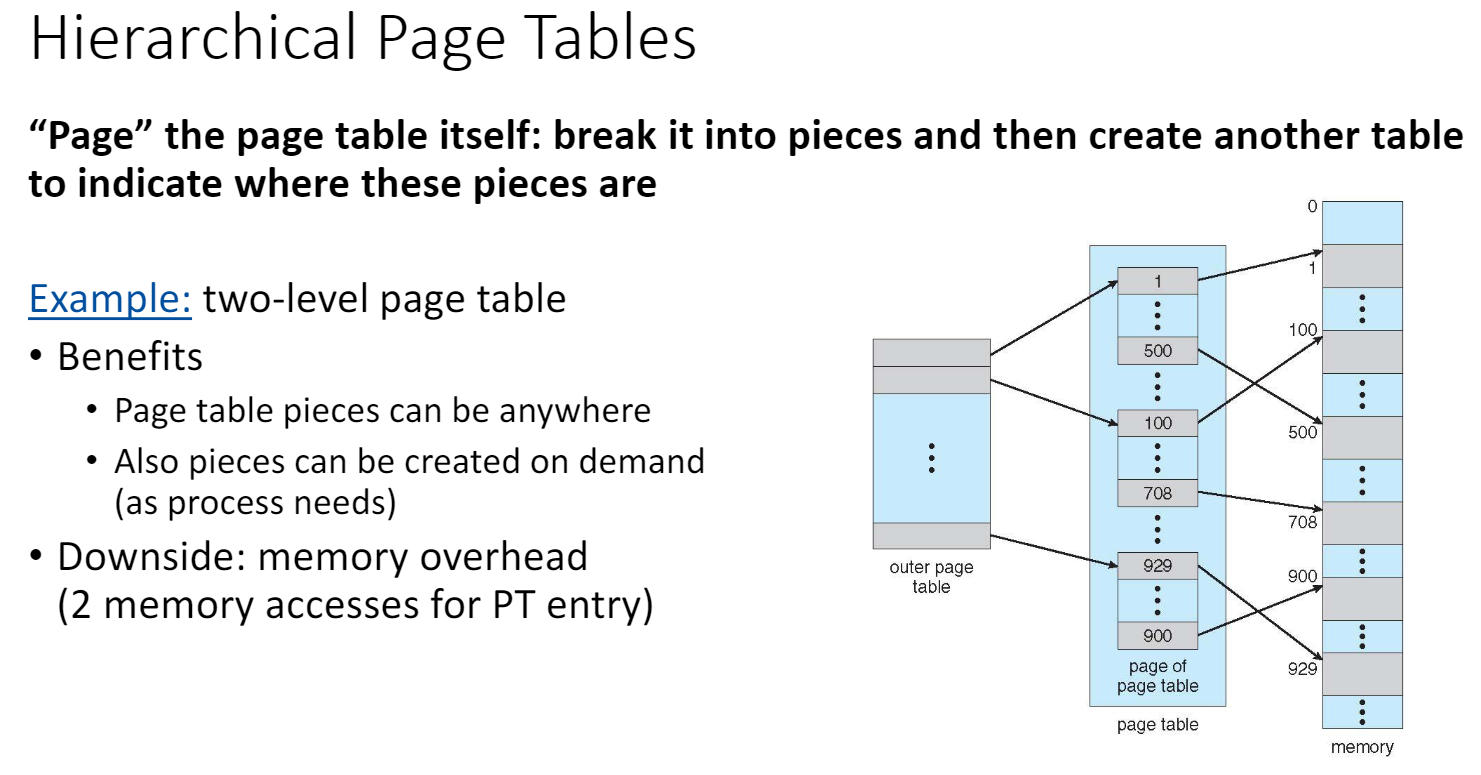 Hierarchical Page Tables
“Page” the page table itself: break it into pieces and then create another table
to indicate where these pieces are
Example: two-level page table
• Benefits
• Page table pieces can be anywhere
• Also pieces can be created on demand
(as process needs)
• Downside: memory overhead
(2 memory accesses for PT entry)
outer page
table
1
500
100
708
929
900
page of
page table
page table
0
1
100
500
708
900
929
memory